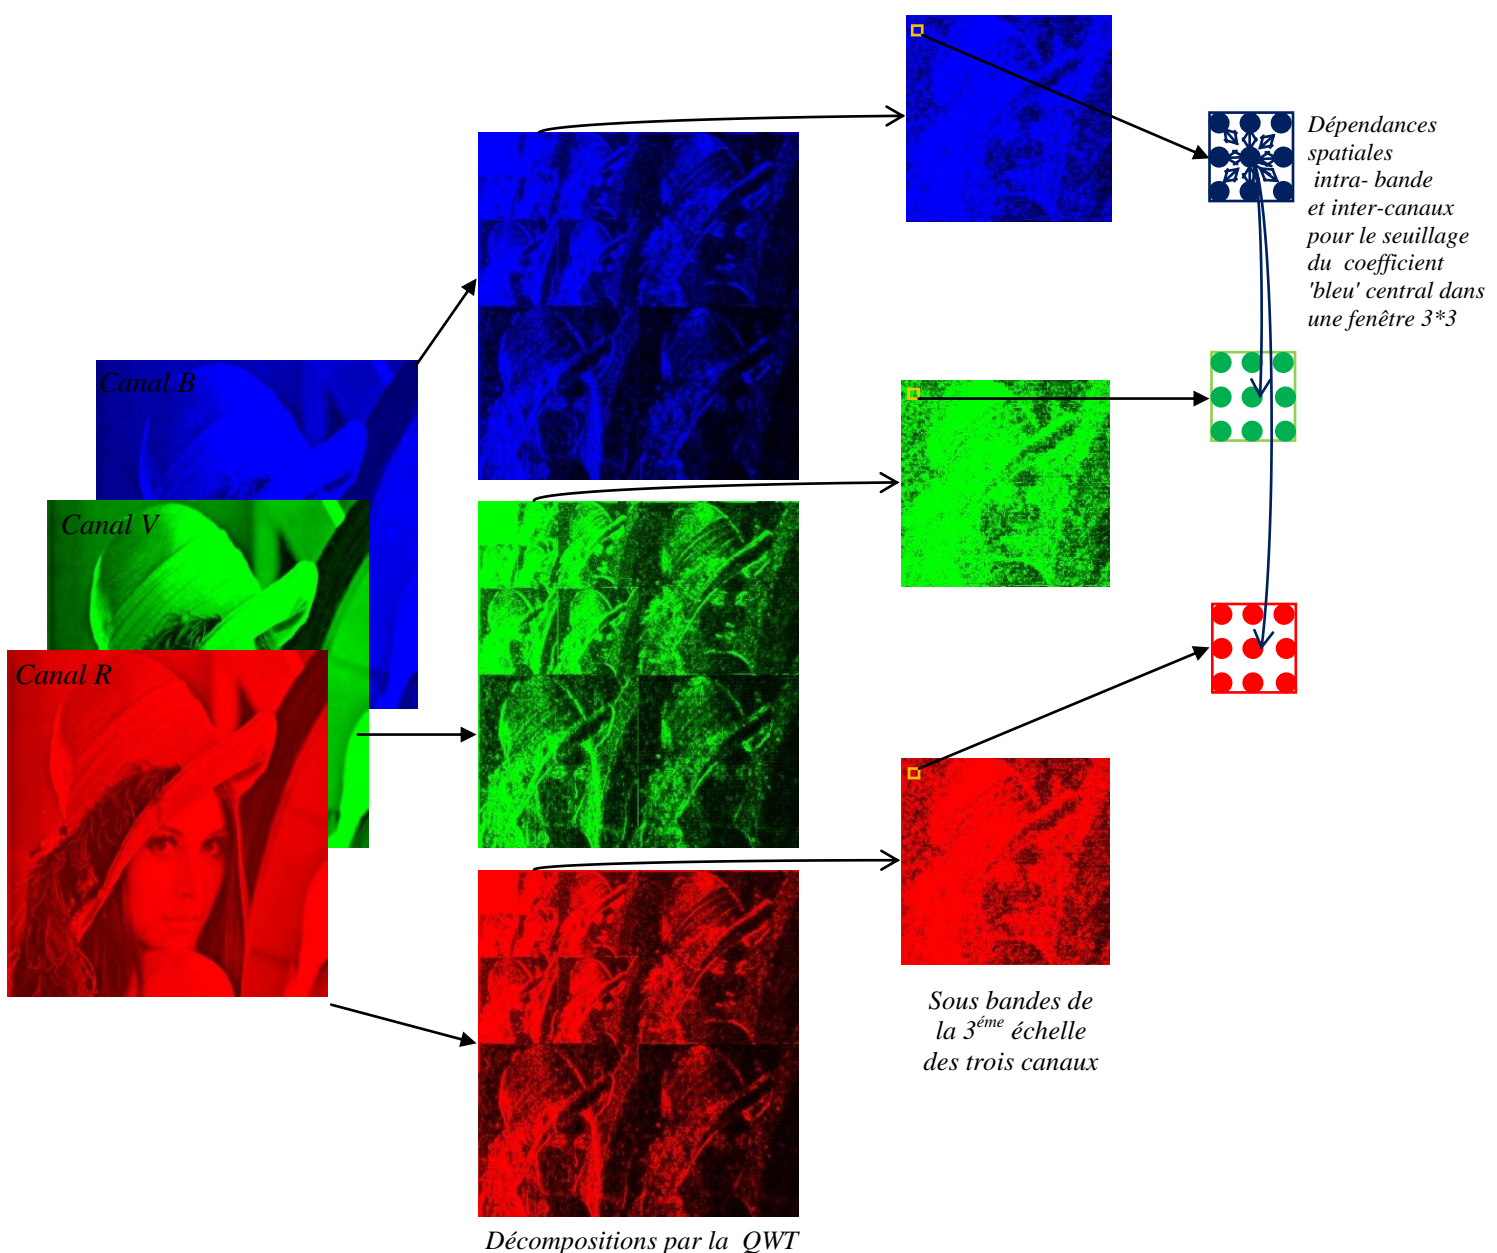 Canal B
Canal V
Canal R
Dépendances
spatiales
intra- bande
et inter-canaux
pour le seuillage
du coefficient
'bleu' central dans
une fenêtre 3*3
Sous bandes de
la 3éme échelle
des trois canaux
Décompositions par la QWT